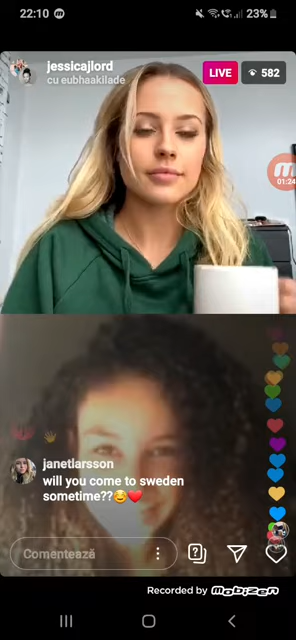 22:10
23%
jessicajlord
cu eubhaakilade
LIVE
582
01:24
janetlarsson
will you come to sweden
sometime??😊❤️
Comentează
Recorded by mobizen